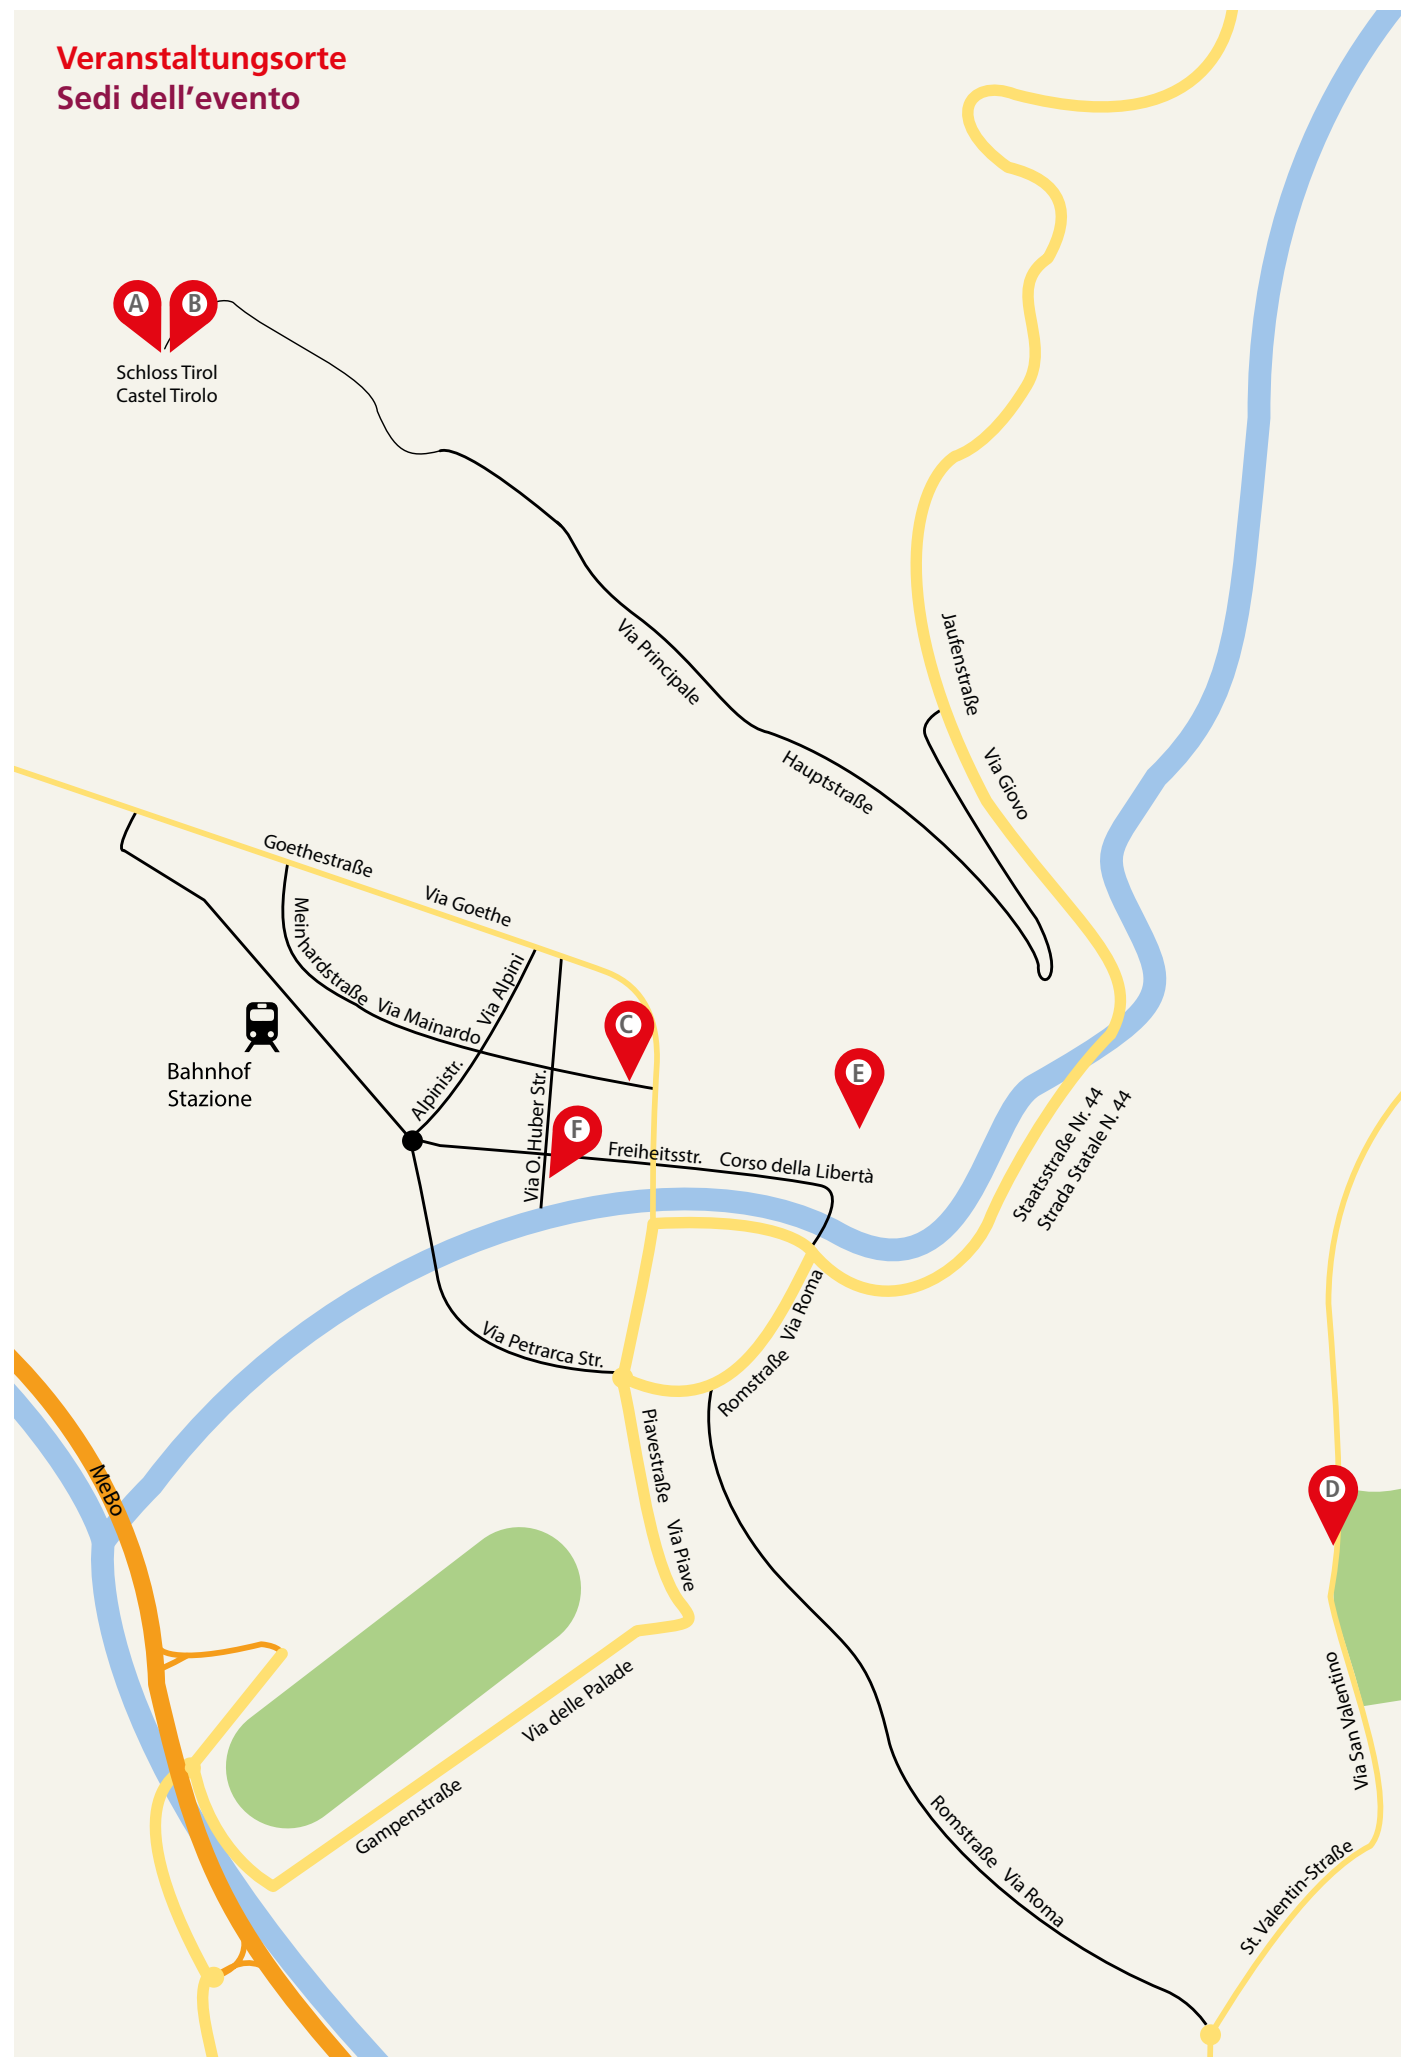 Veranstaltungsorte
Sedi dell'evento
A
B
Schloss Tirol
Castel Tirolo
Via Principale
Hauptstraße
Jaufenstraße
Via Giovo
Goethestraße
Via Goethe
Meinhardstraße
Via Mainardo
Alpinistr.
Via Alpini
Bahnhof
Stazione
Via O. Huber Str.
C
E
F
Freiheitsstr.
Corso della Libertà
Staatsstraße Nr. 44
Strada Statale N. 44
Via Petrarca Str.
Romstraße
Via Roma
Piavestraße
Via Piave
MeBo
D
Via delle Palade
Gampenstraße
Via San Valentino
St. Valentin-Straße
Romstraße
Via Roma